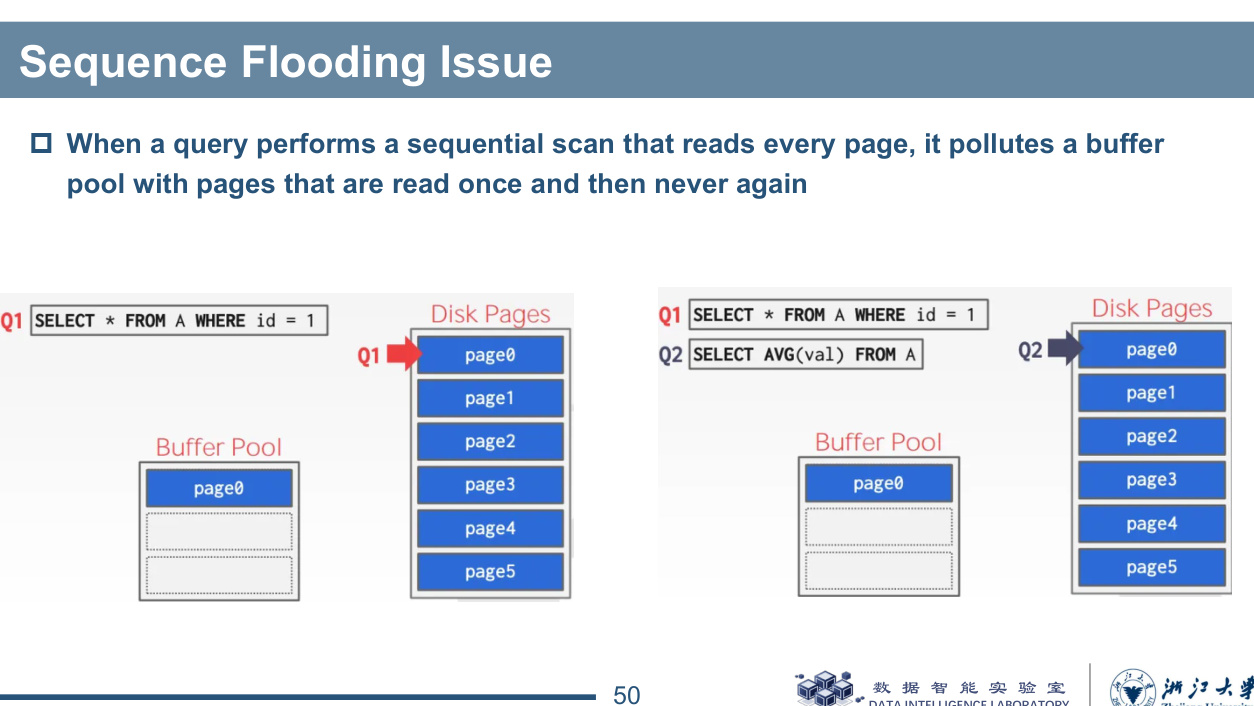 Sequence Flooding Issue
When a query performs a sequential scan that reads every page, it pollutes a buffer
pool with pages that are read once and then never again
Q1 SELECT * FROM A WHERE id = 1
Disk Pages
Q1
page0
page1
page2
page3
page4
page5
Buffer Pool
page0
Q1 SELECT * FROM A WHERE id = 1
Q2 SELECT AVG(val) FROM A
Disk Pages
Q2
page0
page1
page2
page3
page4
page5
Buffer Pool
page0
50
数据智能实验室
DATA INTELLIGENCE LABORATORY
浙江大学